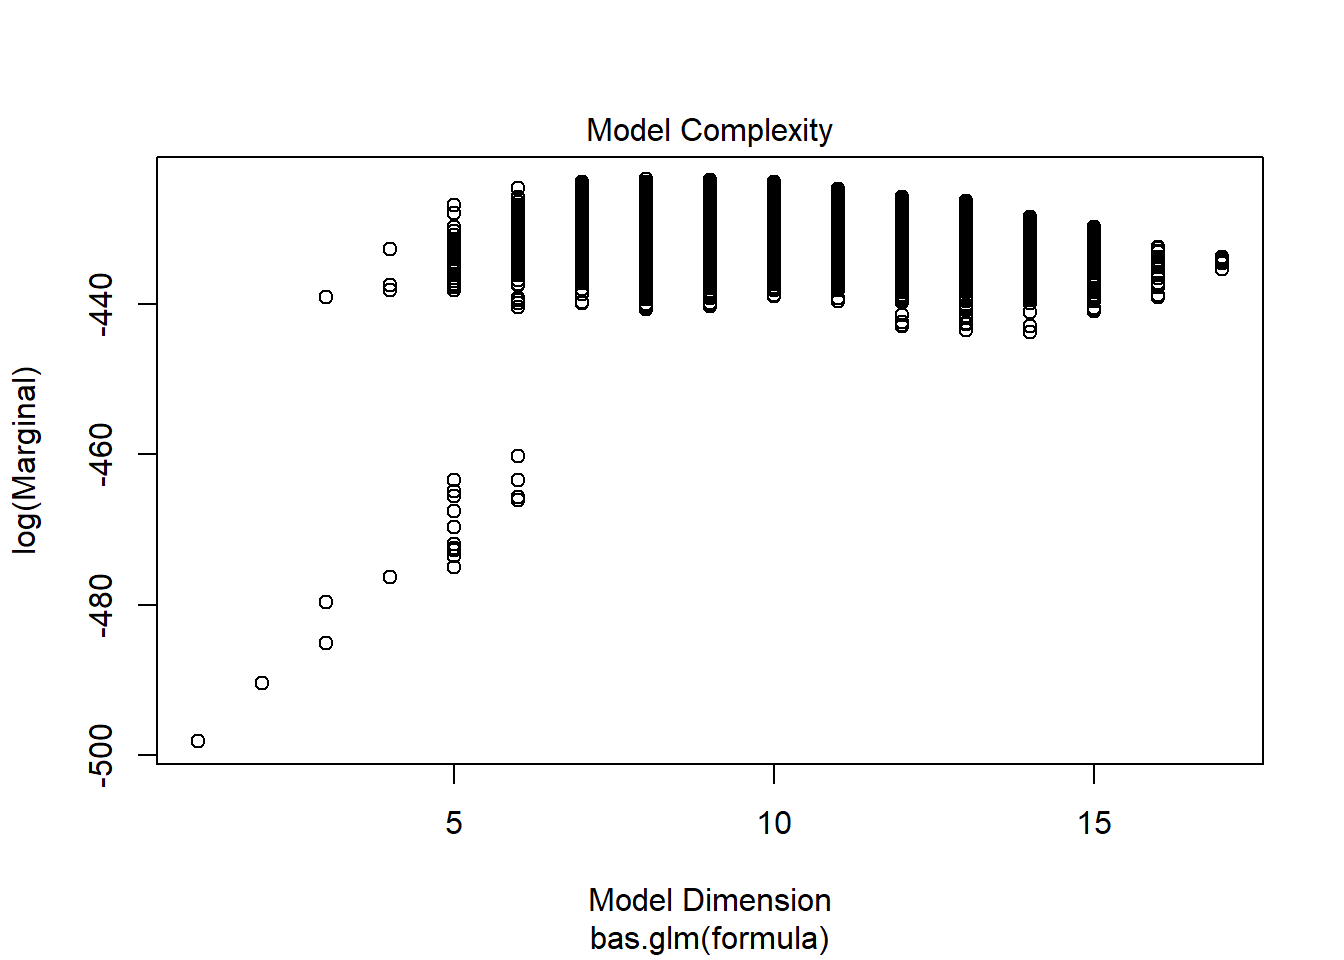 Model Complexity
log(Marginal)
-440
-460
-480
-500
5 10 15
Model Dimension
bas.glm(formula)